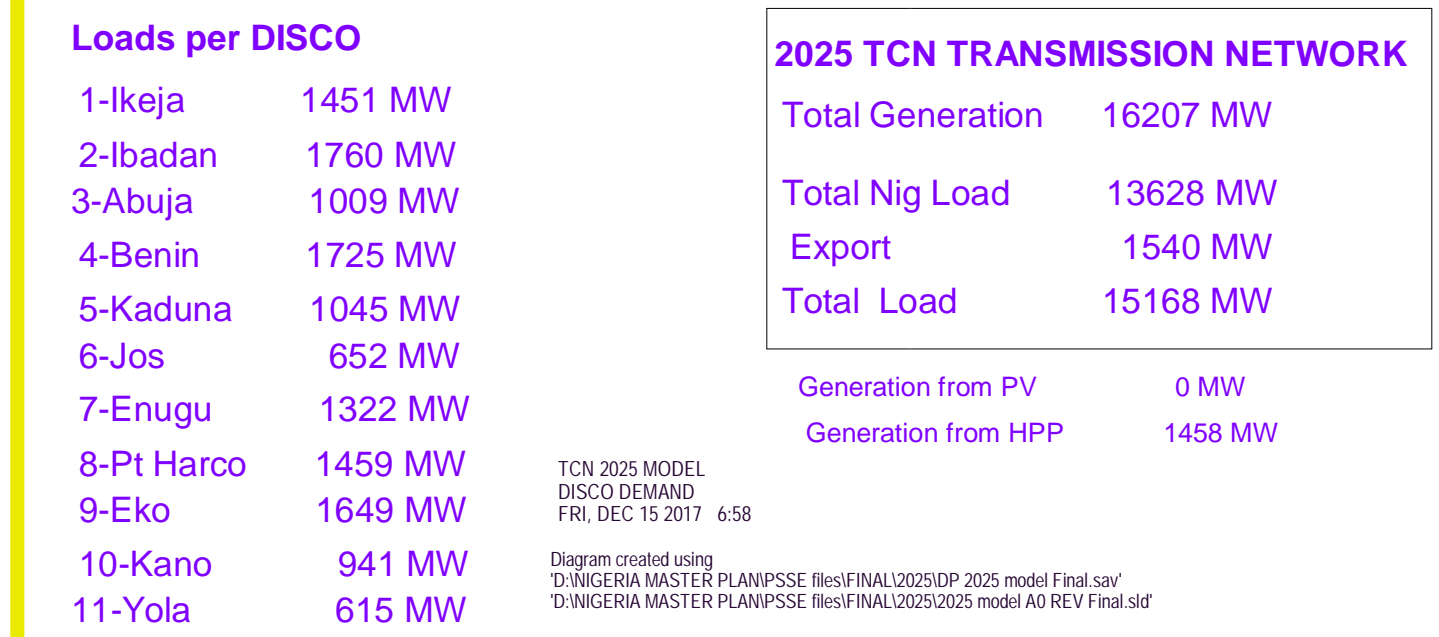 Loads per DISCO
1-Ikeja 1451 MW
2-Ibadan 1760 MW
3-Abuja 1009 MW
4-Benin 1725 MW
5-Kaduna 1045 MW
6-Jos 652 MW
7-Enugu 1322 MW
8-Pt Harco 1459 MW
9-Eko 1649 MW
10-Kano 941 MW
11-Yola 615 MW
2025 TCN TRANSMISSION NETWORK
Total Generation 16207 MW
Total Nig Load 13628 MW
Export 1540 MW
Total Load 15168 MW
Generation from PV 0 MW
Generation from HPP 1458 MW
TCN 2025 MODEL
DISCO DEMAND
FRI, DEC 15 2017 6:58
Diagram created using
'D:\NIGERIA MASTER PLAN\PSSE files\FINAL\2025\DP 2025 model Final.sav'
'D:\NIGERIA MASTER PLAN\PSSE files\FINAL\2025\2025 model A0 REV Final.sld'